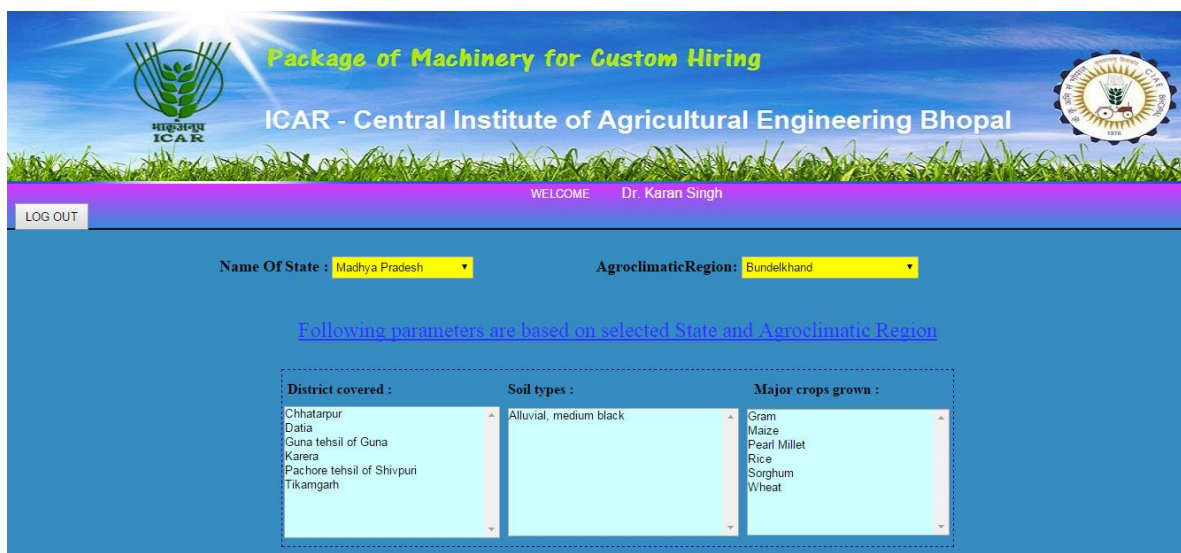 Package of Machinery for Custom Hiring
ICAR - Central Institute of Agricultural Engineering Bhopal
भाकृअनुप
ICAR
CIAE BHOPAL
1976
WELCOME Dr. Karan Singh
LOG OUT
Name Of State : Madhya Pradesh
AgroclimaticRegion: Bundelkhand
Following parameters are based on selected State and Agroclimatic Region
District covered :
Chhatarpur
Datia
Guna tehsil of Guna
Karera
Pachore tehsil of Shivpuri
Tikamgarh
Soil types :
Alluvial, medium black
Major crops grown :
Gram
Maize
Pearl Millet
Rice
Sorghum
Wheat